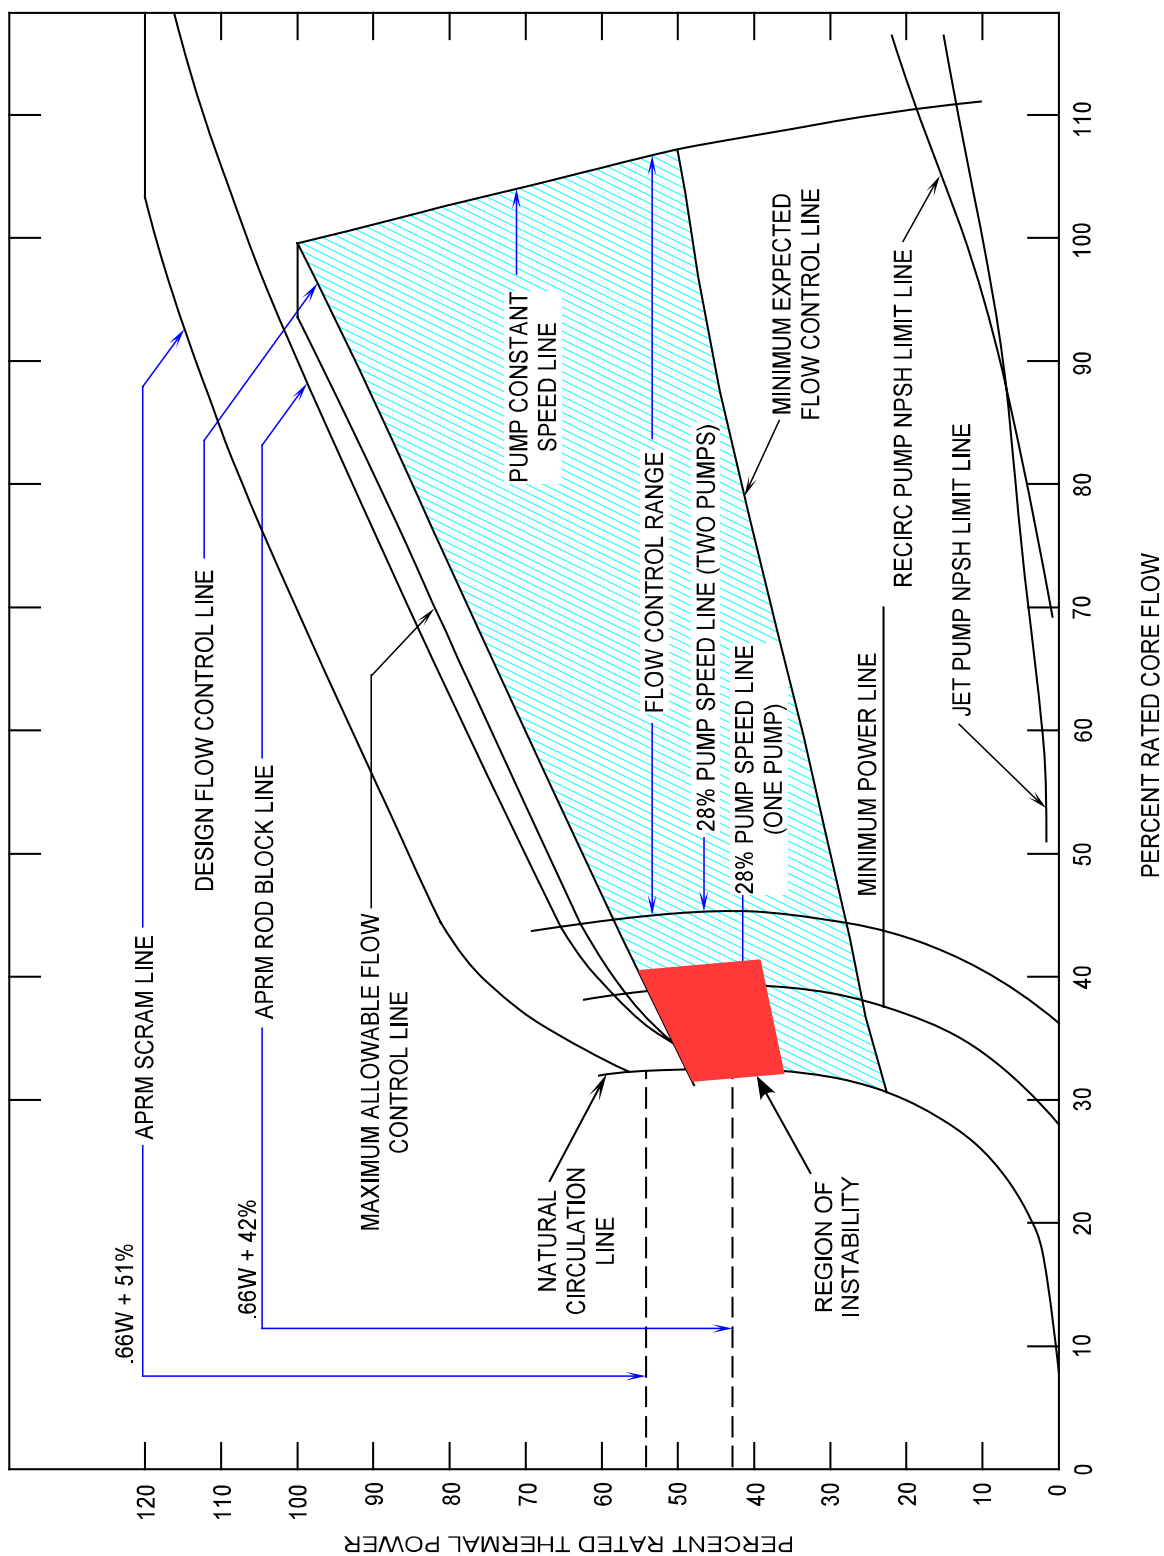 .66W + 51%
.66W + 42%
APRM SCRAM LINE
DESIGN FLOW CONTROL LINE
APRM ROD BLOCK LINE
MAXIMUM ALLOWABLE FLOW
CONTROL LINE
NATURAL
CIRCULATION
LINE
REGION OF
INSTABILITY
PUMP CONSTANT
SPEED LINE
FLOW CONTROL RANGE
28% PUMP SPEED LINE (TWO PUMPS)
28% PUMP SPEED LINE
(ONE PUMP)
MINIMUM EXPECTED
FLOW CONTROL LINE
MINIMUM POWER LINE
RECIRC PUMP NPSH LIMIT LINE
JET PUMP NPSH LIMIT LINE
PERCENT RATED THERMAL POWER
120
110
100
90
80
70
60
50
40
30
20
10
0
0
10
20
30
40
50
60
70
80
90
100
110
PERCENT RATED CORE FLOW